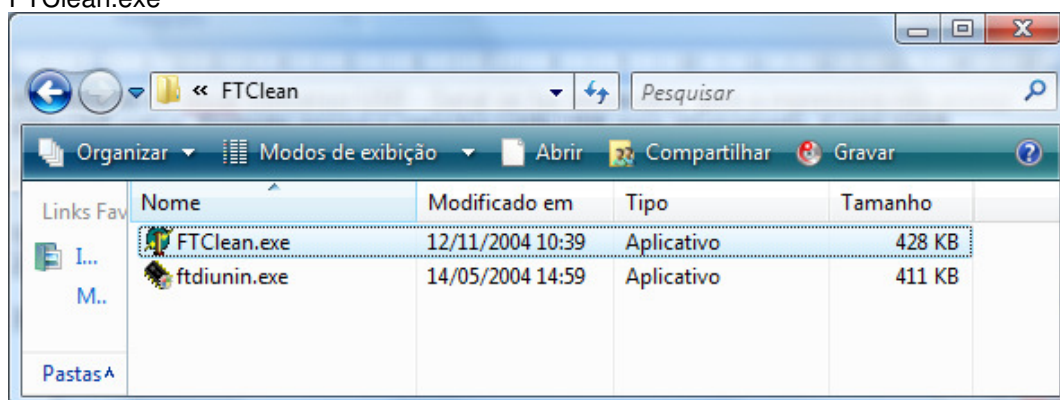 FTClean.exe
« FTClean
Pesquisar
Organizar Modos de exibição Abrir Compartilhar Gravar
Links Fav
Nome Modificado em Tipo Tamanho
FTClean.exe 12/11/2004 10:39 Aplicativo 428 KB
I...
ftdiunin.exe 14/05/2004 14:59 Aplicativo 411 KB
M..
Pastas